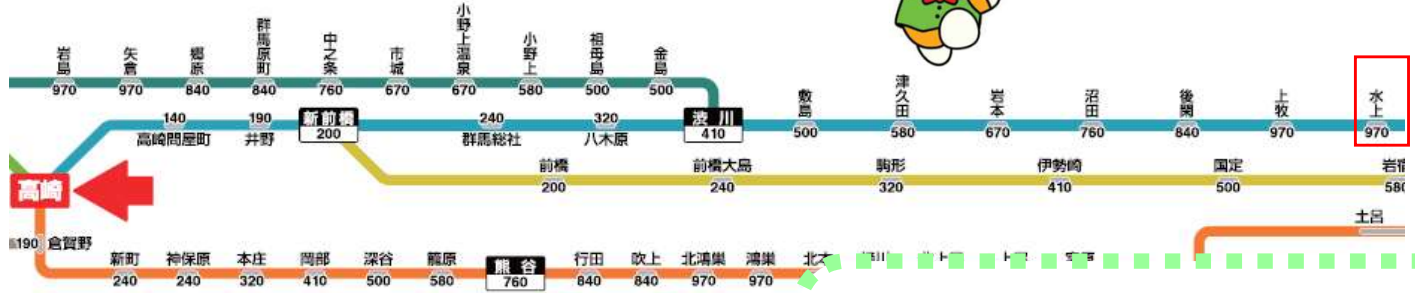 岩島 矢倉 郷原 群馬原町 中之条 市城 小野上温泉 小野上 祖母島 金島
970 970 840 840 760 670 670 580 500 500
敷島 津久田 岩本 沼田 後閑 上牧 水上
140 190 新前橋 240 320 渋川
200 410 500 580 670 760 840 970 970
高崎問屋町 井野 群馬総社 八木原
前橋 前橋大島 駒形 伊勢崎 国定
高崎 200 240 320 410 500 580
土呂
190 倉賀野
新町 神保原 本庄 岡部 深谷 籠原 熊谷 行田 吹上 北鴻巣 鴻巣
240 240 320 410 500 580 760 840 840 970 970